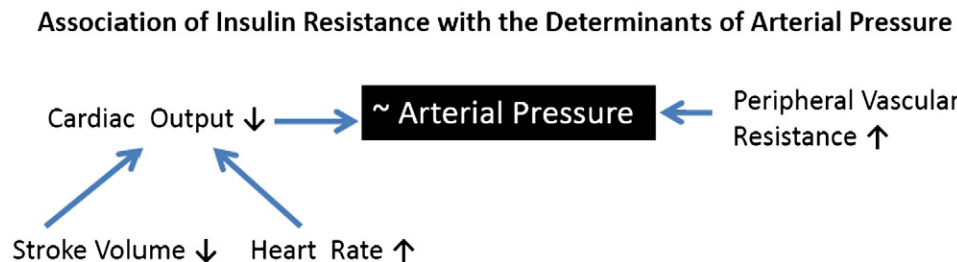 Association of Insulin Resistance with the Determinants of Arterial Pressure
Cardiac Output ↓
~ Arterial Pressure
Peripheral Vascular
Resistance ↑
Stroke Volume ↓
Heart Rate ↑